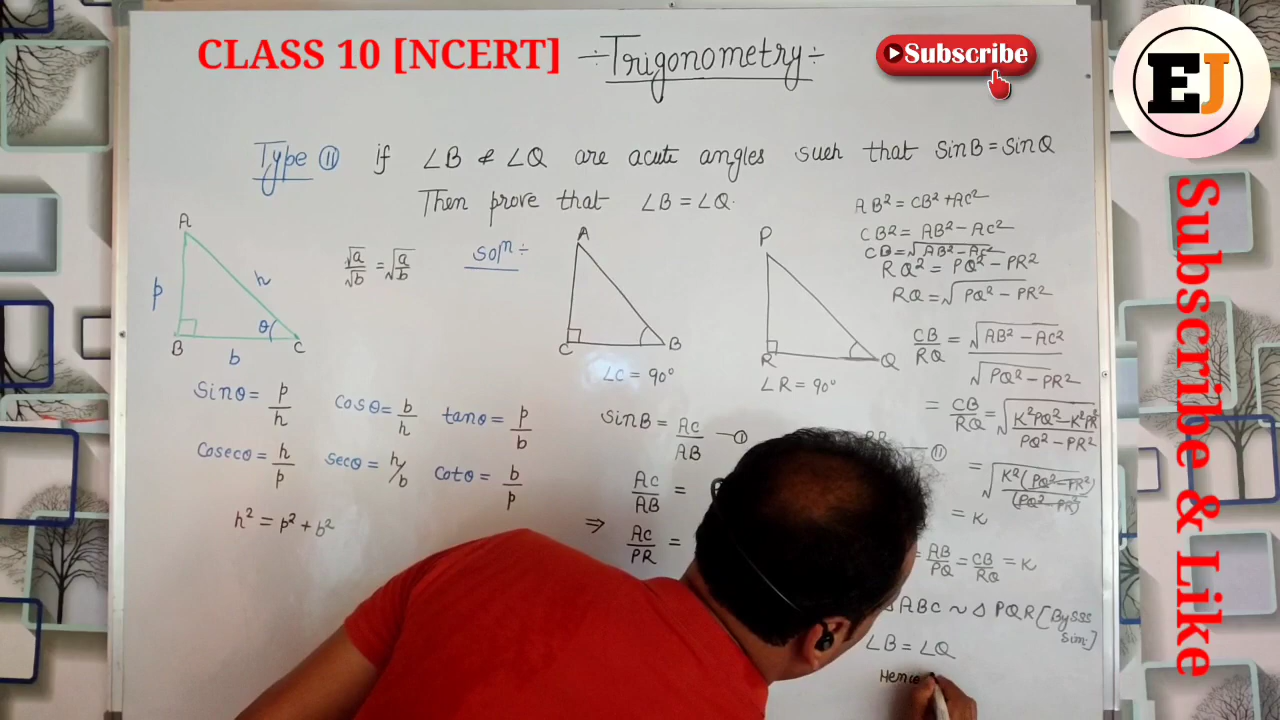 CLASS 10 [NCERT]
÷Trigonometry÷
Subscribe
EJ
Subscribe & Like
Type ⑪ if ∠B & ∠Q are acute angles such that SinB = SinQ
Then prove that ∠B = ∠Q.
A
p
h
θ
B
b
C
√a/√b = √(a/b)
Solⁿ ÷
A
C
B
∠C = 90°
P
R
Q
∠R = 90°
Sinθ = p/h
Cosθ = b/h
tanθ = p/b
Cosecθ = h/p
Secθ = h/b
Cotθ = b/p
h² = p² + b²
SinB = AC/AB —①
AC/AB =
⇒ AC/PR =
AB² = CB² + AC²
CB² = AB² − AC²
CB = √(AB² − AC²)
RQ² = PQ² − PR²
RQ = √(PQ² − PR²)
CB/RQ = √(AB² − AC²)/√(PQ² − PR²)
= CB/RQ = √((K²PQ² − K²PR²)/(PQ² − PR²))
⑪
= √(K²(PQ² − PR²)/(PQ² − PR²))
= K
= AB/PQ = CB/RQ = K
ABC ~ Δ PQR [By SSS
Sim.]
∠B = ∠Q
Hence